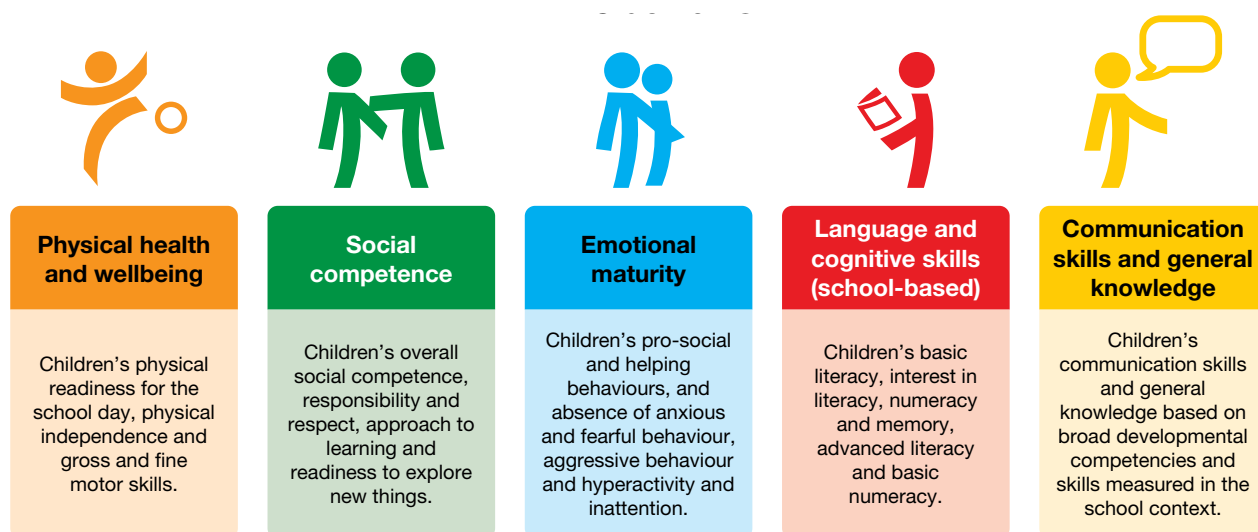 Physical health
and wellbeing
Children’s physical
readiness for the
school day, physical
independence and
gross and fine
motor skills.
Social
competence
Children’s overall
social competence,
responsibility and
respect, approach to
learning and
readiness to explore
new things.
Emotional
maturity
Children’s pro-social
and helping
behaviours, and
absence of anxious
and fearful behaviour,
aggressive behaviour
and hyperactivity and
inattention.
Language and
cognitive skills
(school-based)
Children’s basic
literacy, interest in
literacy, numeracy
and memory,
advanced literacy
and basic
numeracy.
Communication
skills and general
knowledge
Children’s
communication skills
and general
knowledge based on
broad developmental
competencies and
skills measured in the
school context.